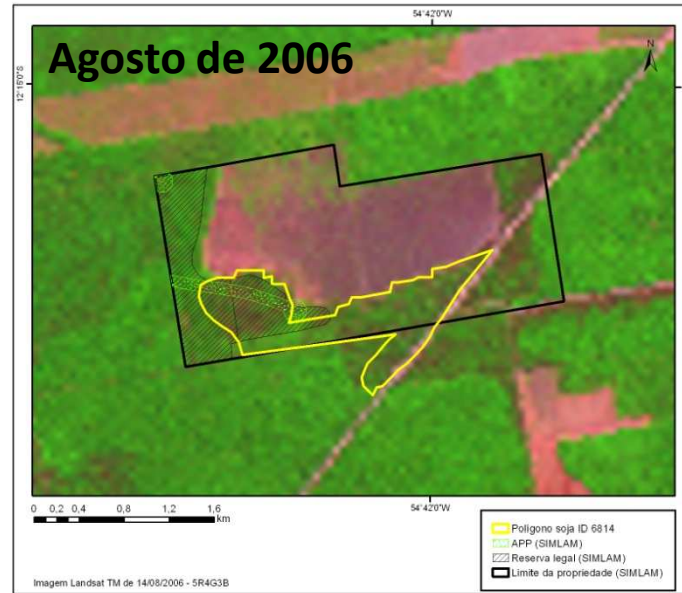 54°42'0"W
Agosto de 2006
N
12°15'0"S
54°42'0"W
0 0,2 0,4 0,8 1,2 1,6
km
Polígono soja ID 6814
APP (SIMLAM)
Reserva legal (SIMLAM)
Limite da propriedade (SIMLAM)
Imagem Landsat TM de 14/08/2006 - 5R4G3B